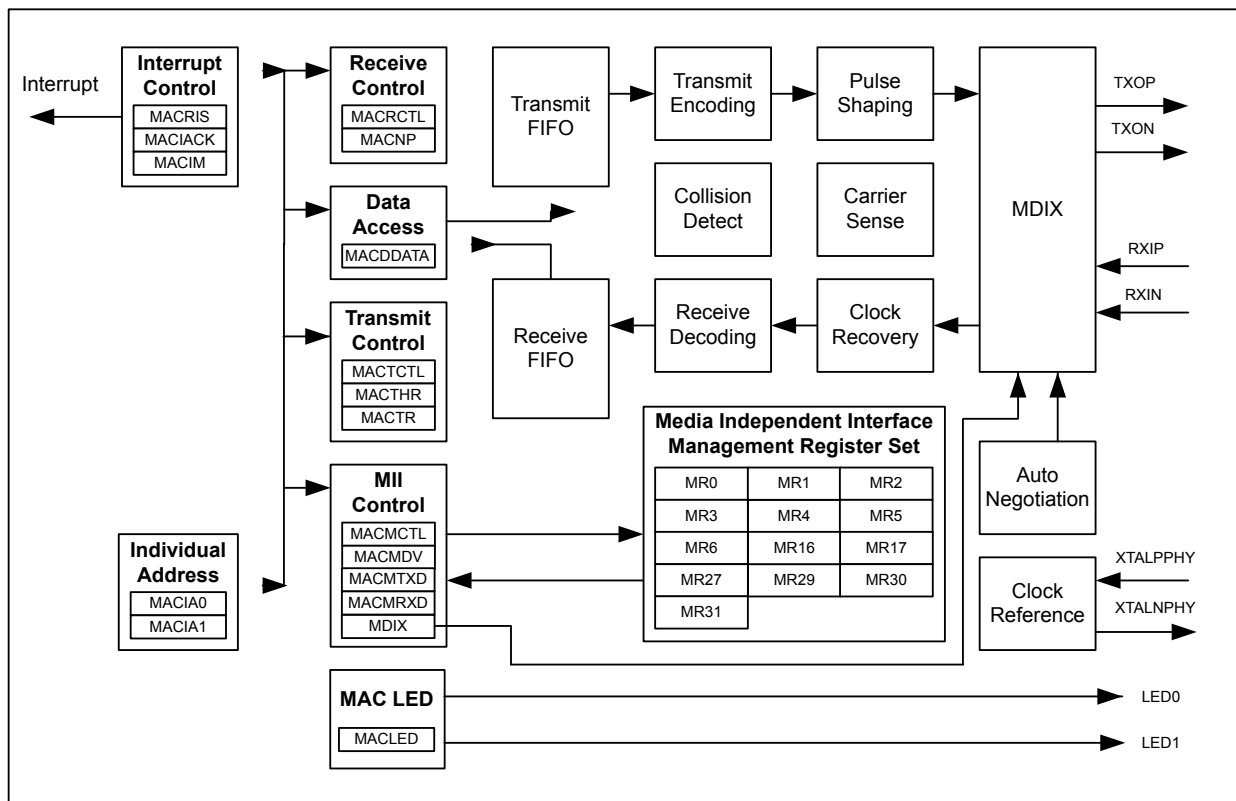 Interrupt
Interrupt
Control
MACRIS
MACIACK
MACIM
Receive
Control
MACRCTL
MACNP
Transmit
FIFO
Transmit
Encoding
Pulse
Shaping
MDIX
TXOP
TXON
Data
Access
MACDDATA
Collision
Detect
Carrier
Sense
RXIP
RXIN
Transmit
Control
MACTCTL
MACTHR
MACTR
Receive
FIFO
Receive
Decoding
Clock
Recovery
Media Independent Interface
Management Register Set
MR0 MR1 MR2
MR3 MR4 MR5
MR6 MR16 MR17
MR27 MR29 MR30
MR31
Auto
Negotiation
MII
Control
MACMCTL
MACMDV
MACMTXD
MACMRXD
MDIX
Individual
Address
MACIA0
MACIA1
Clock
Reference
XTALPPHY
XTALNPHY
MAC LED
MACLED
LED0
LED1